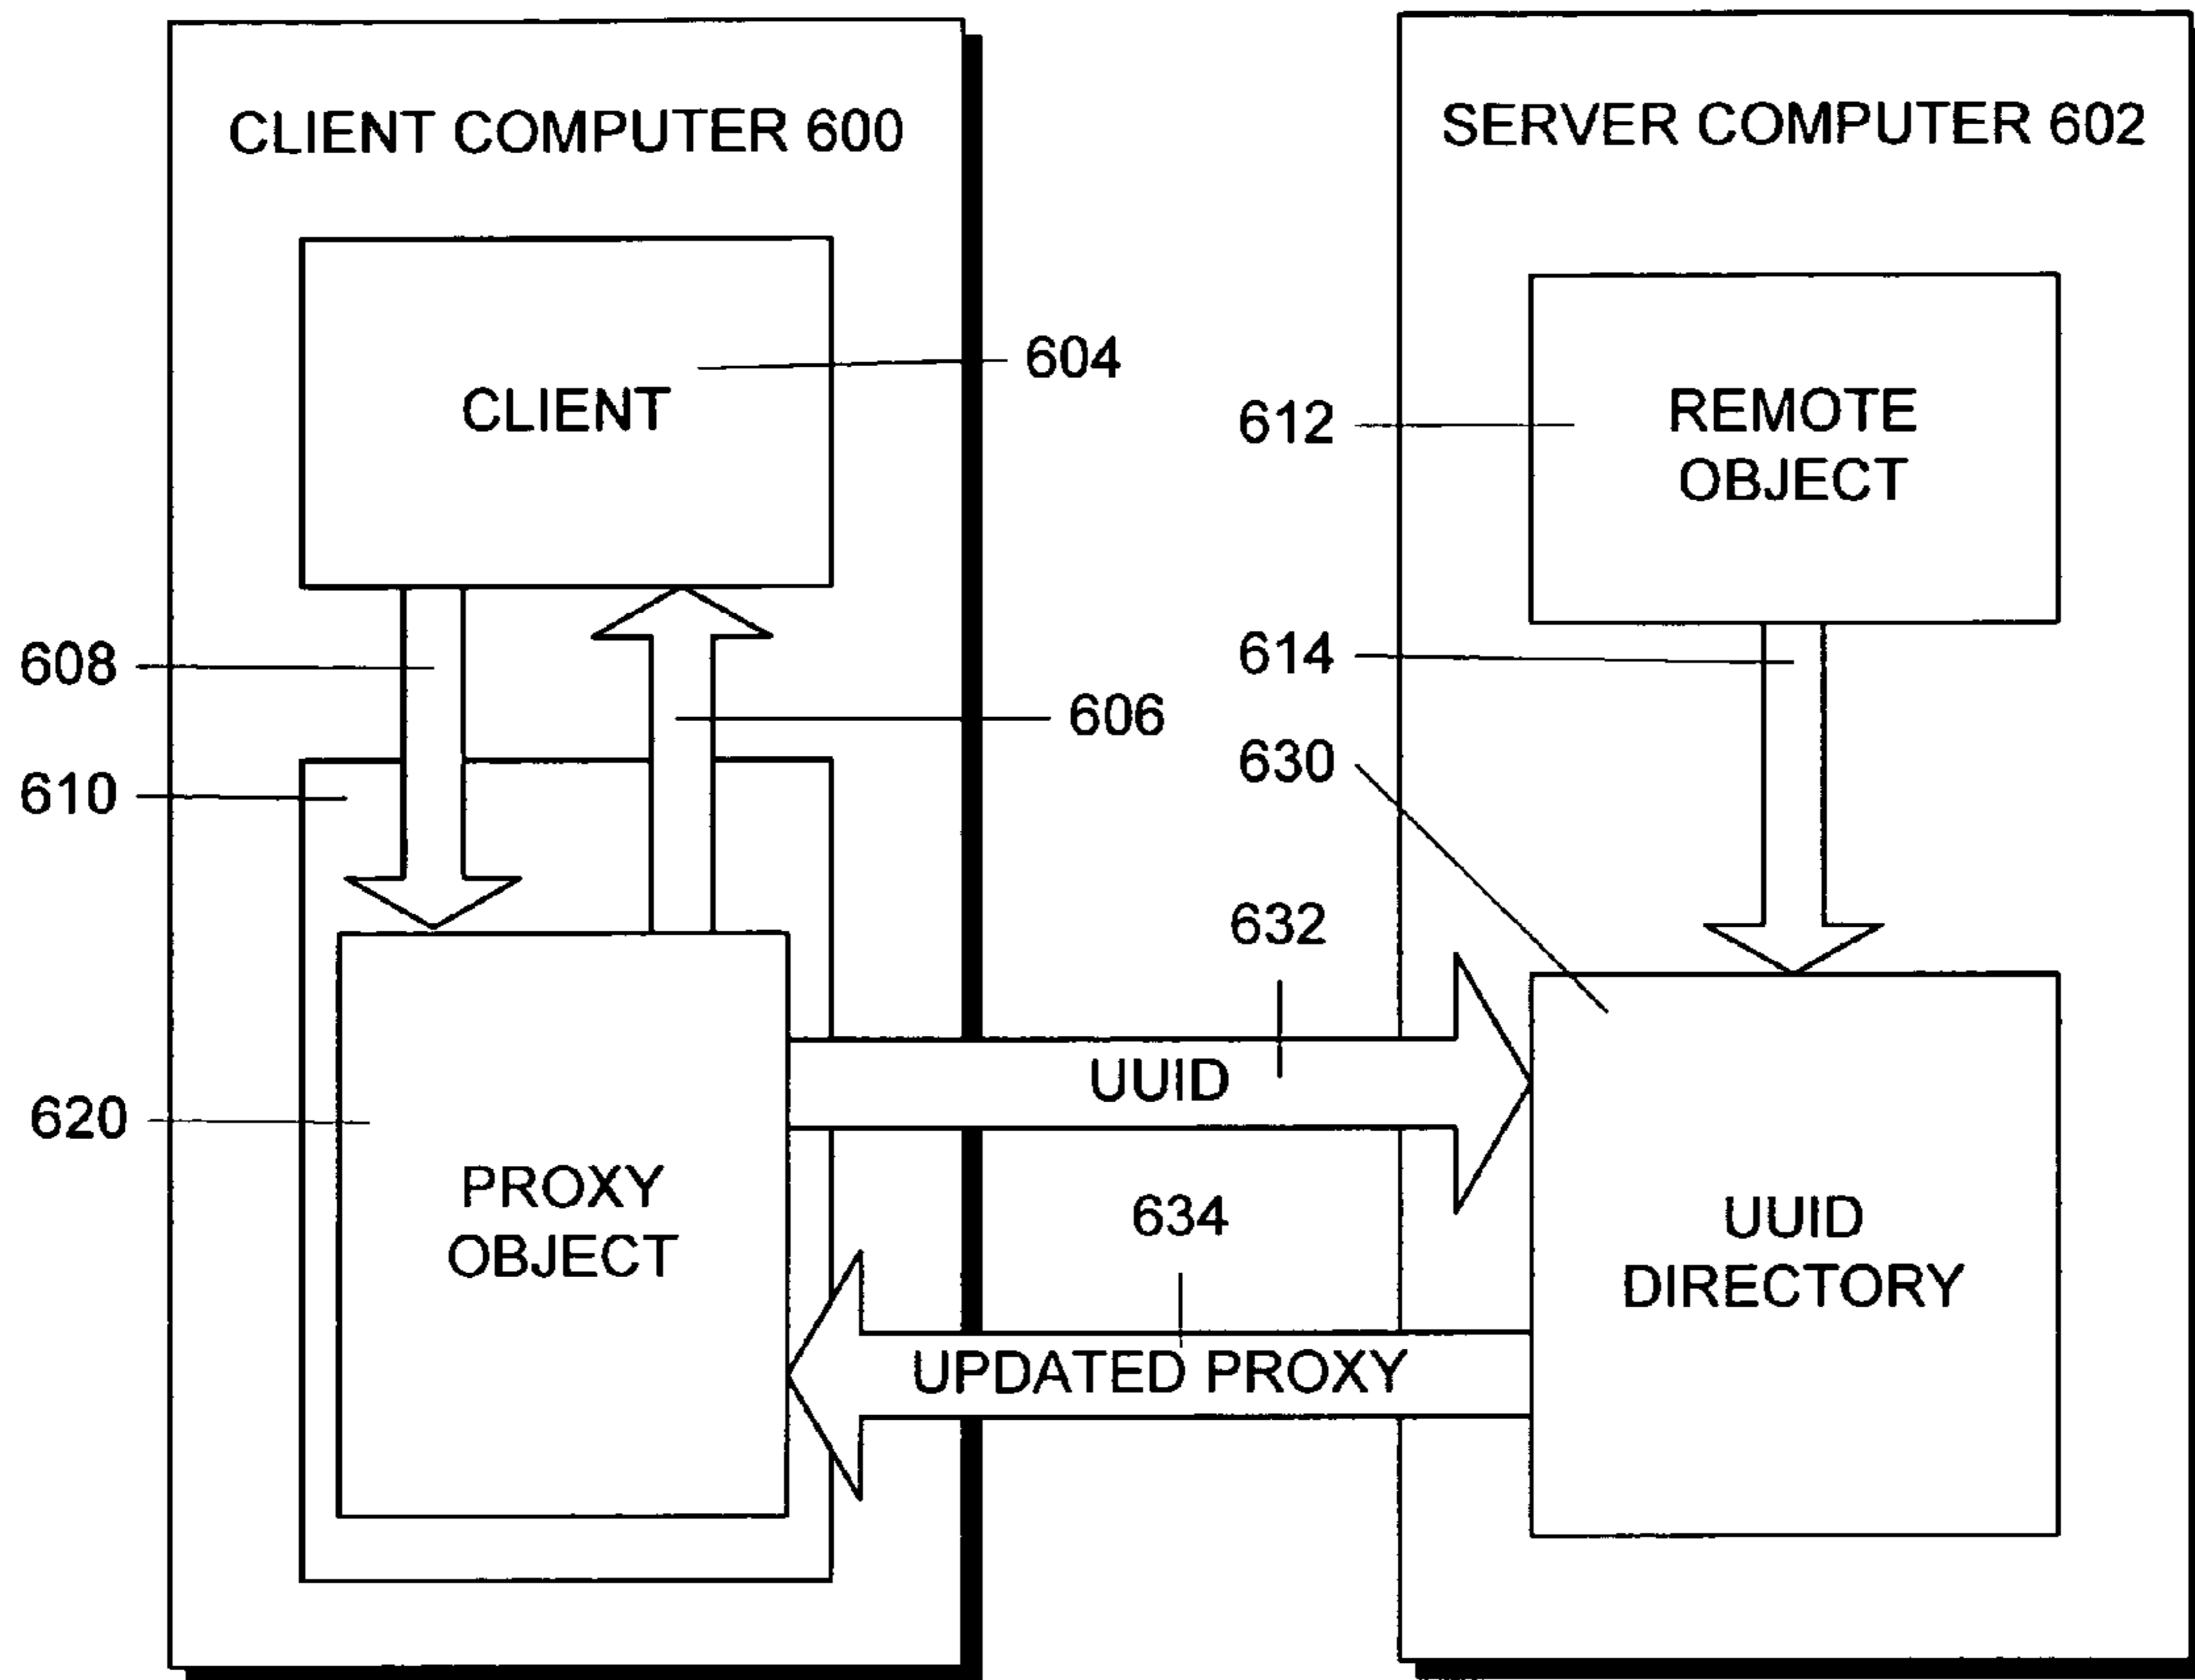 CLIENT COMPUTER 600
SERVER COMPUTER 602
CLIENT
604
612
REMOTE
OBJECT
608
614
606
630
610
632
UUID
620
PROXY
OBJECT
634
UUID
DIRECTORY
UPDATED PROXY